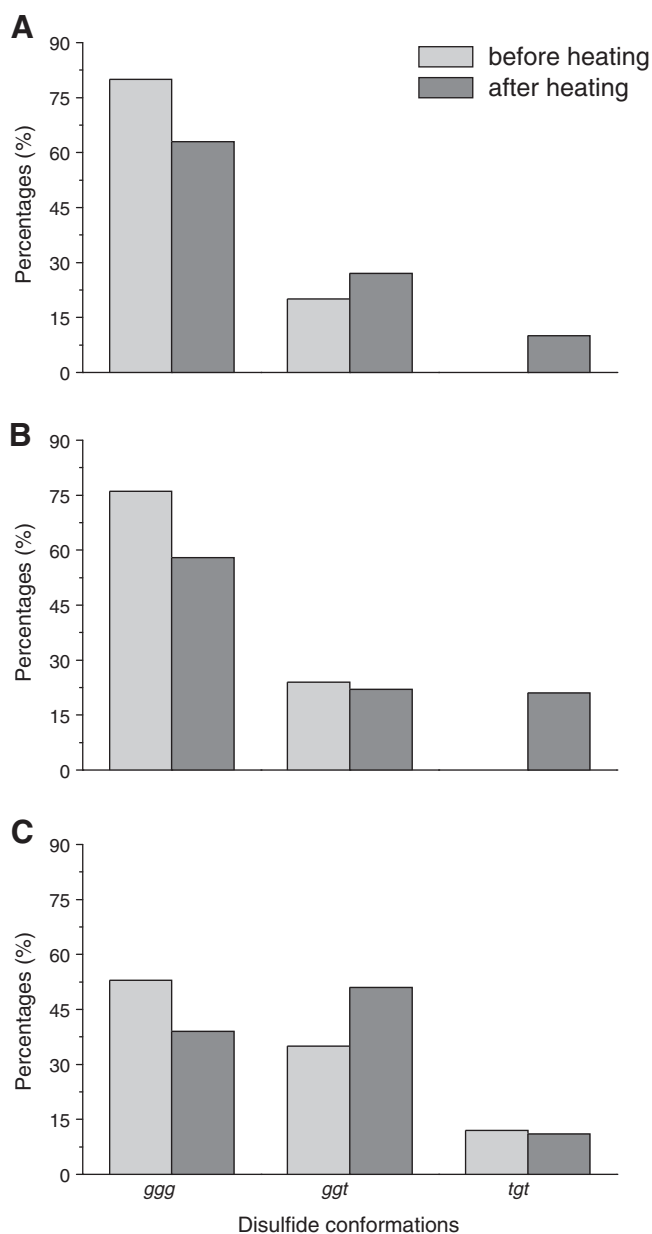 A
90
75
60
45
30
15
0
Percentages (%)
before heating
after heating
B
90
75
60
45
30
15
0
Percentages (%)
C
90
75
60
45
30
15
0
Percentages (%)
ggg ggt tgt
Disulfide conformations